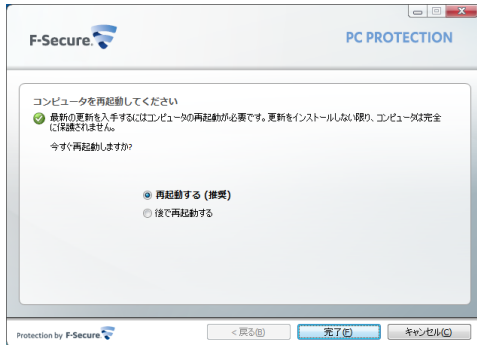 F-Secure.
PC PROTECTION
コンピュータを再起動してください
最新の更新を入手するにはコンピュータの再起動が必要です。更新をインストールしない限り、コンピュータは完全
に保護されません。
今すぐ再起動しますか?
再起動する (推奨)
後で再起動する
Protection by F-Secure.
< 戻る(B)
完了(F)
キャンセル(C)